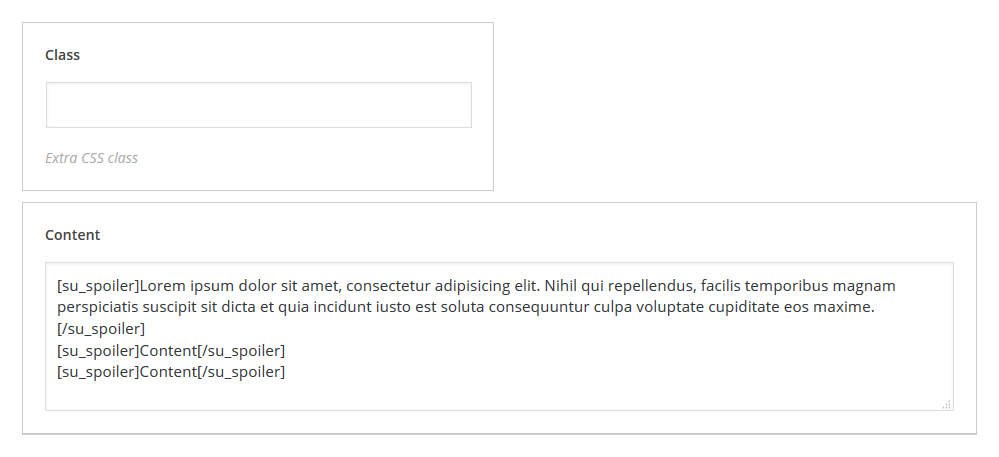 Class
Extra CSS class
Content
[su_spoiler]Lorem ipsum dolor sit amet, consectetur adipisicing elit. Nihil qui repellendus, facilis temporibus magnam
perspiciatis suscipit sit dicta et quia incidunt iusto est soluta consequuntur culpa voluptate cupiditate eos maxime.
[/su_spoiler]
[su_spoiler]Content[/su_spoiler]
[su_spoiler]Content[/su_spoiler]